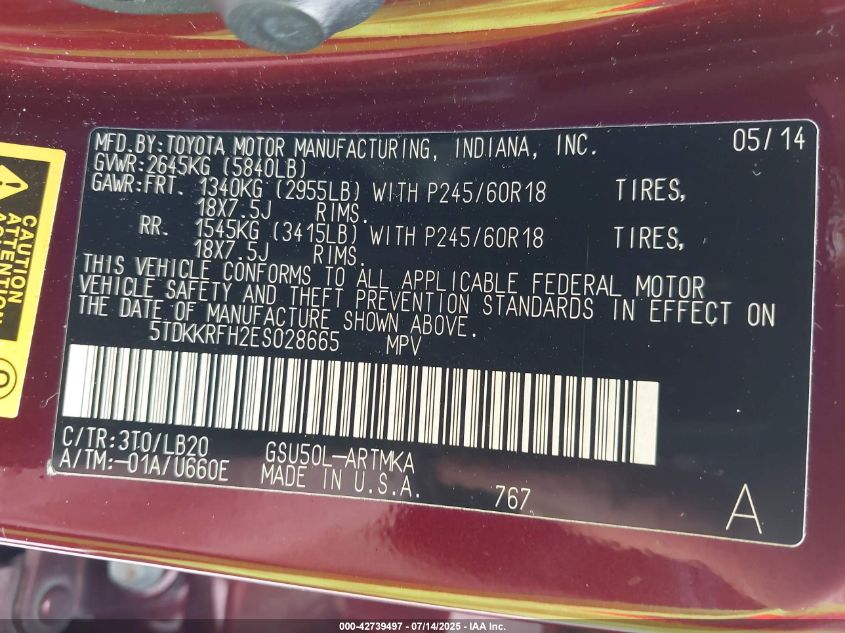 MFD. BY: TOYOTA MOTOR MANUFACTURING, INDIANA, INC. 05/14
GVWR: 2645KG (5840LB)
GAWR: FRT. 1340KG (2955LB) WITH P245/60R18 TIRES,
18X7.5J RIMS.
RR. 1545KG (3415LB) WITH P245/60R18 TIRES,
18X7.5J RIMS.
THIS VEHICLE CONFORMS TO ALL APPLICABLE FEDERAL MOTOR
VEHICLE SAFETY AND THEFT PREVENTION STANDARDS IN EFFECT ON
THE DATE OF MANUFACTURE SHOWN ABOVE.
5TDKKRFH2ES028665 MPV
C/TR: 3T0/LB20 GSU50L-ARTMKA
A/TM: -01A/U660E MADE IN U.S.A. 767 A
CAUTION
ATTENTION
000-42739497 - 07/14/2025 - IAA Inc.